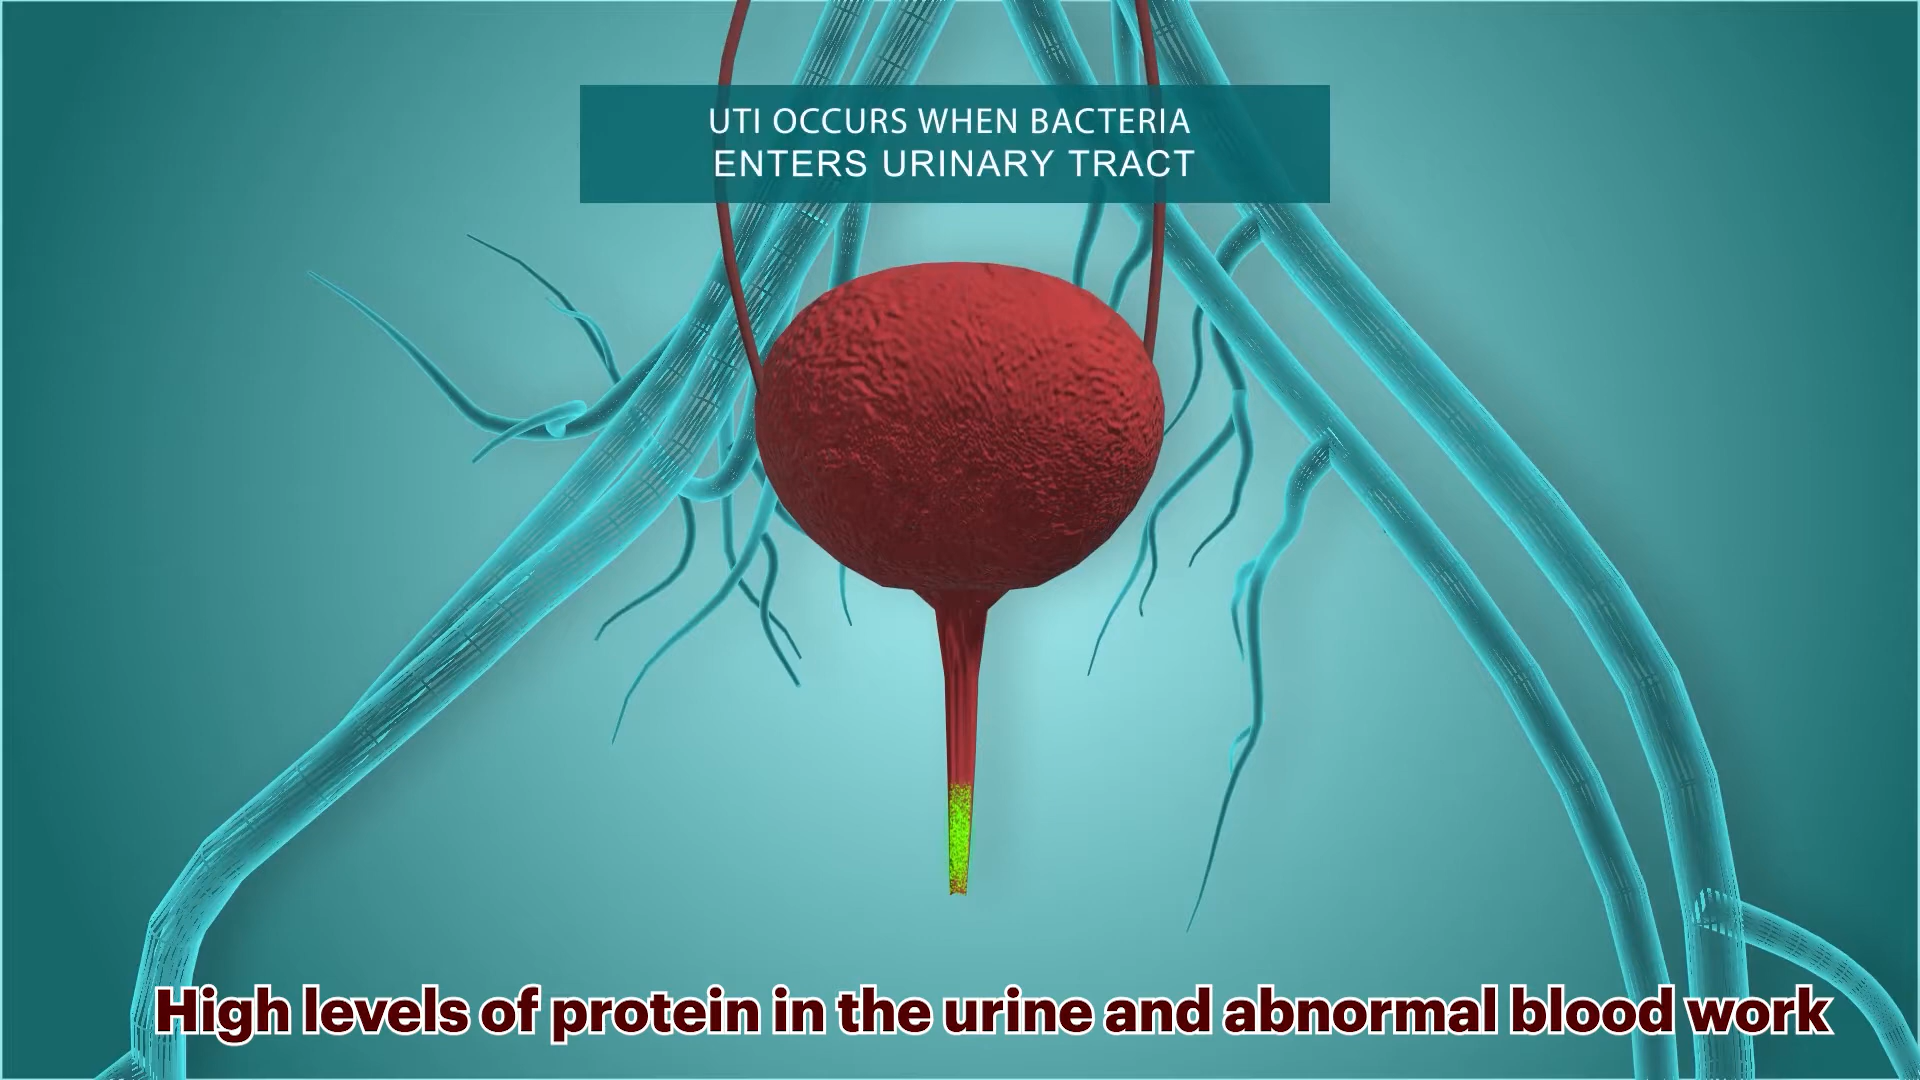 UTI OCCURS WHEN BACTERIA
ENTERS URINARY TRACT
High levels of protein in the urine and abnormal blood work